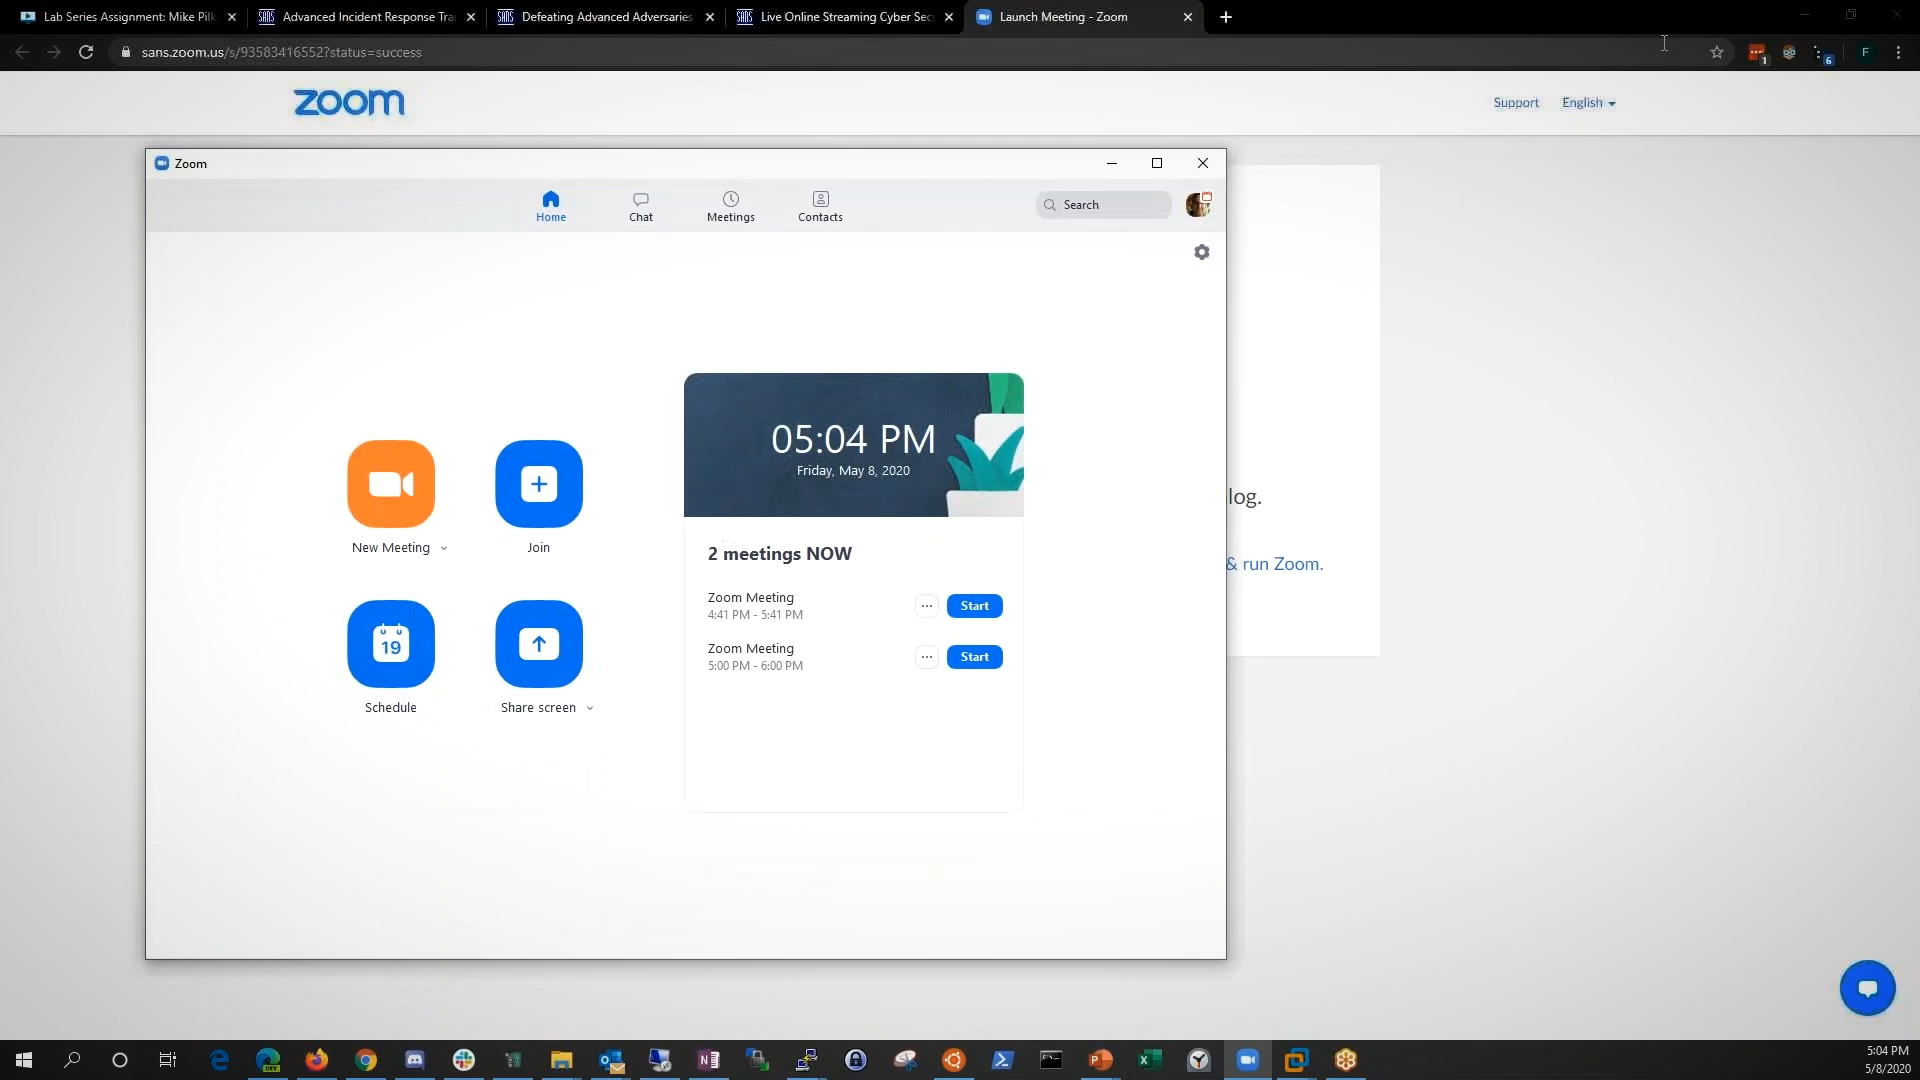 Lab Series Assignment: Mike Pilk
Advanced Incident Response Tra
Defeating Advanced Adversaries
Live Online Streaming Cyber Sec
Launch Meeting - Zoom
sans.zoom.us/s/93583416552?status=success
1
6
F
zoom
Support
English
Zoom
Home
Chat
Meetings
Contacts
Search
05:04 PM
Friday, May 8, 2020
New Meeting
Join
19
Schedule
Share screen
2 meetings NOW
Zoom Meeting
4:41 PM - 5:41 PM
Start
Zoom Meeting
5:00 PM - 6:00 PM
Start
log.
& run Zoom.
5:04 PM
5/8/2020